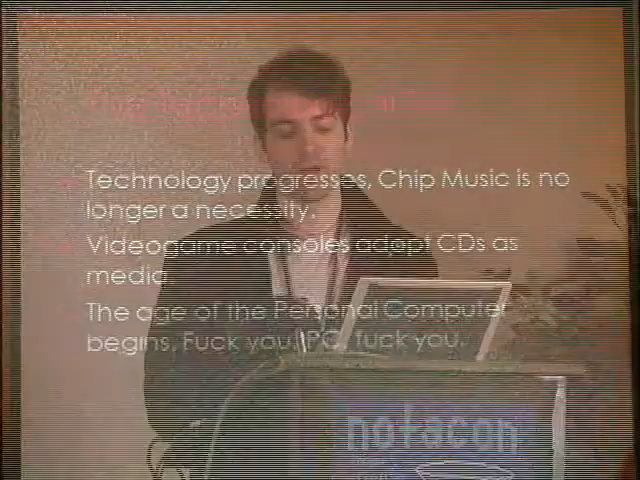 Technology progresses, Chip Music is no
longer a necessity.
Videogame consoles adopt CDs as
media.
The age of the Personal Computer
begins. Fuck you, PC, fuck you.
notacon